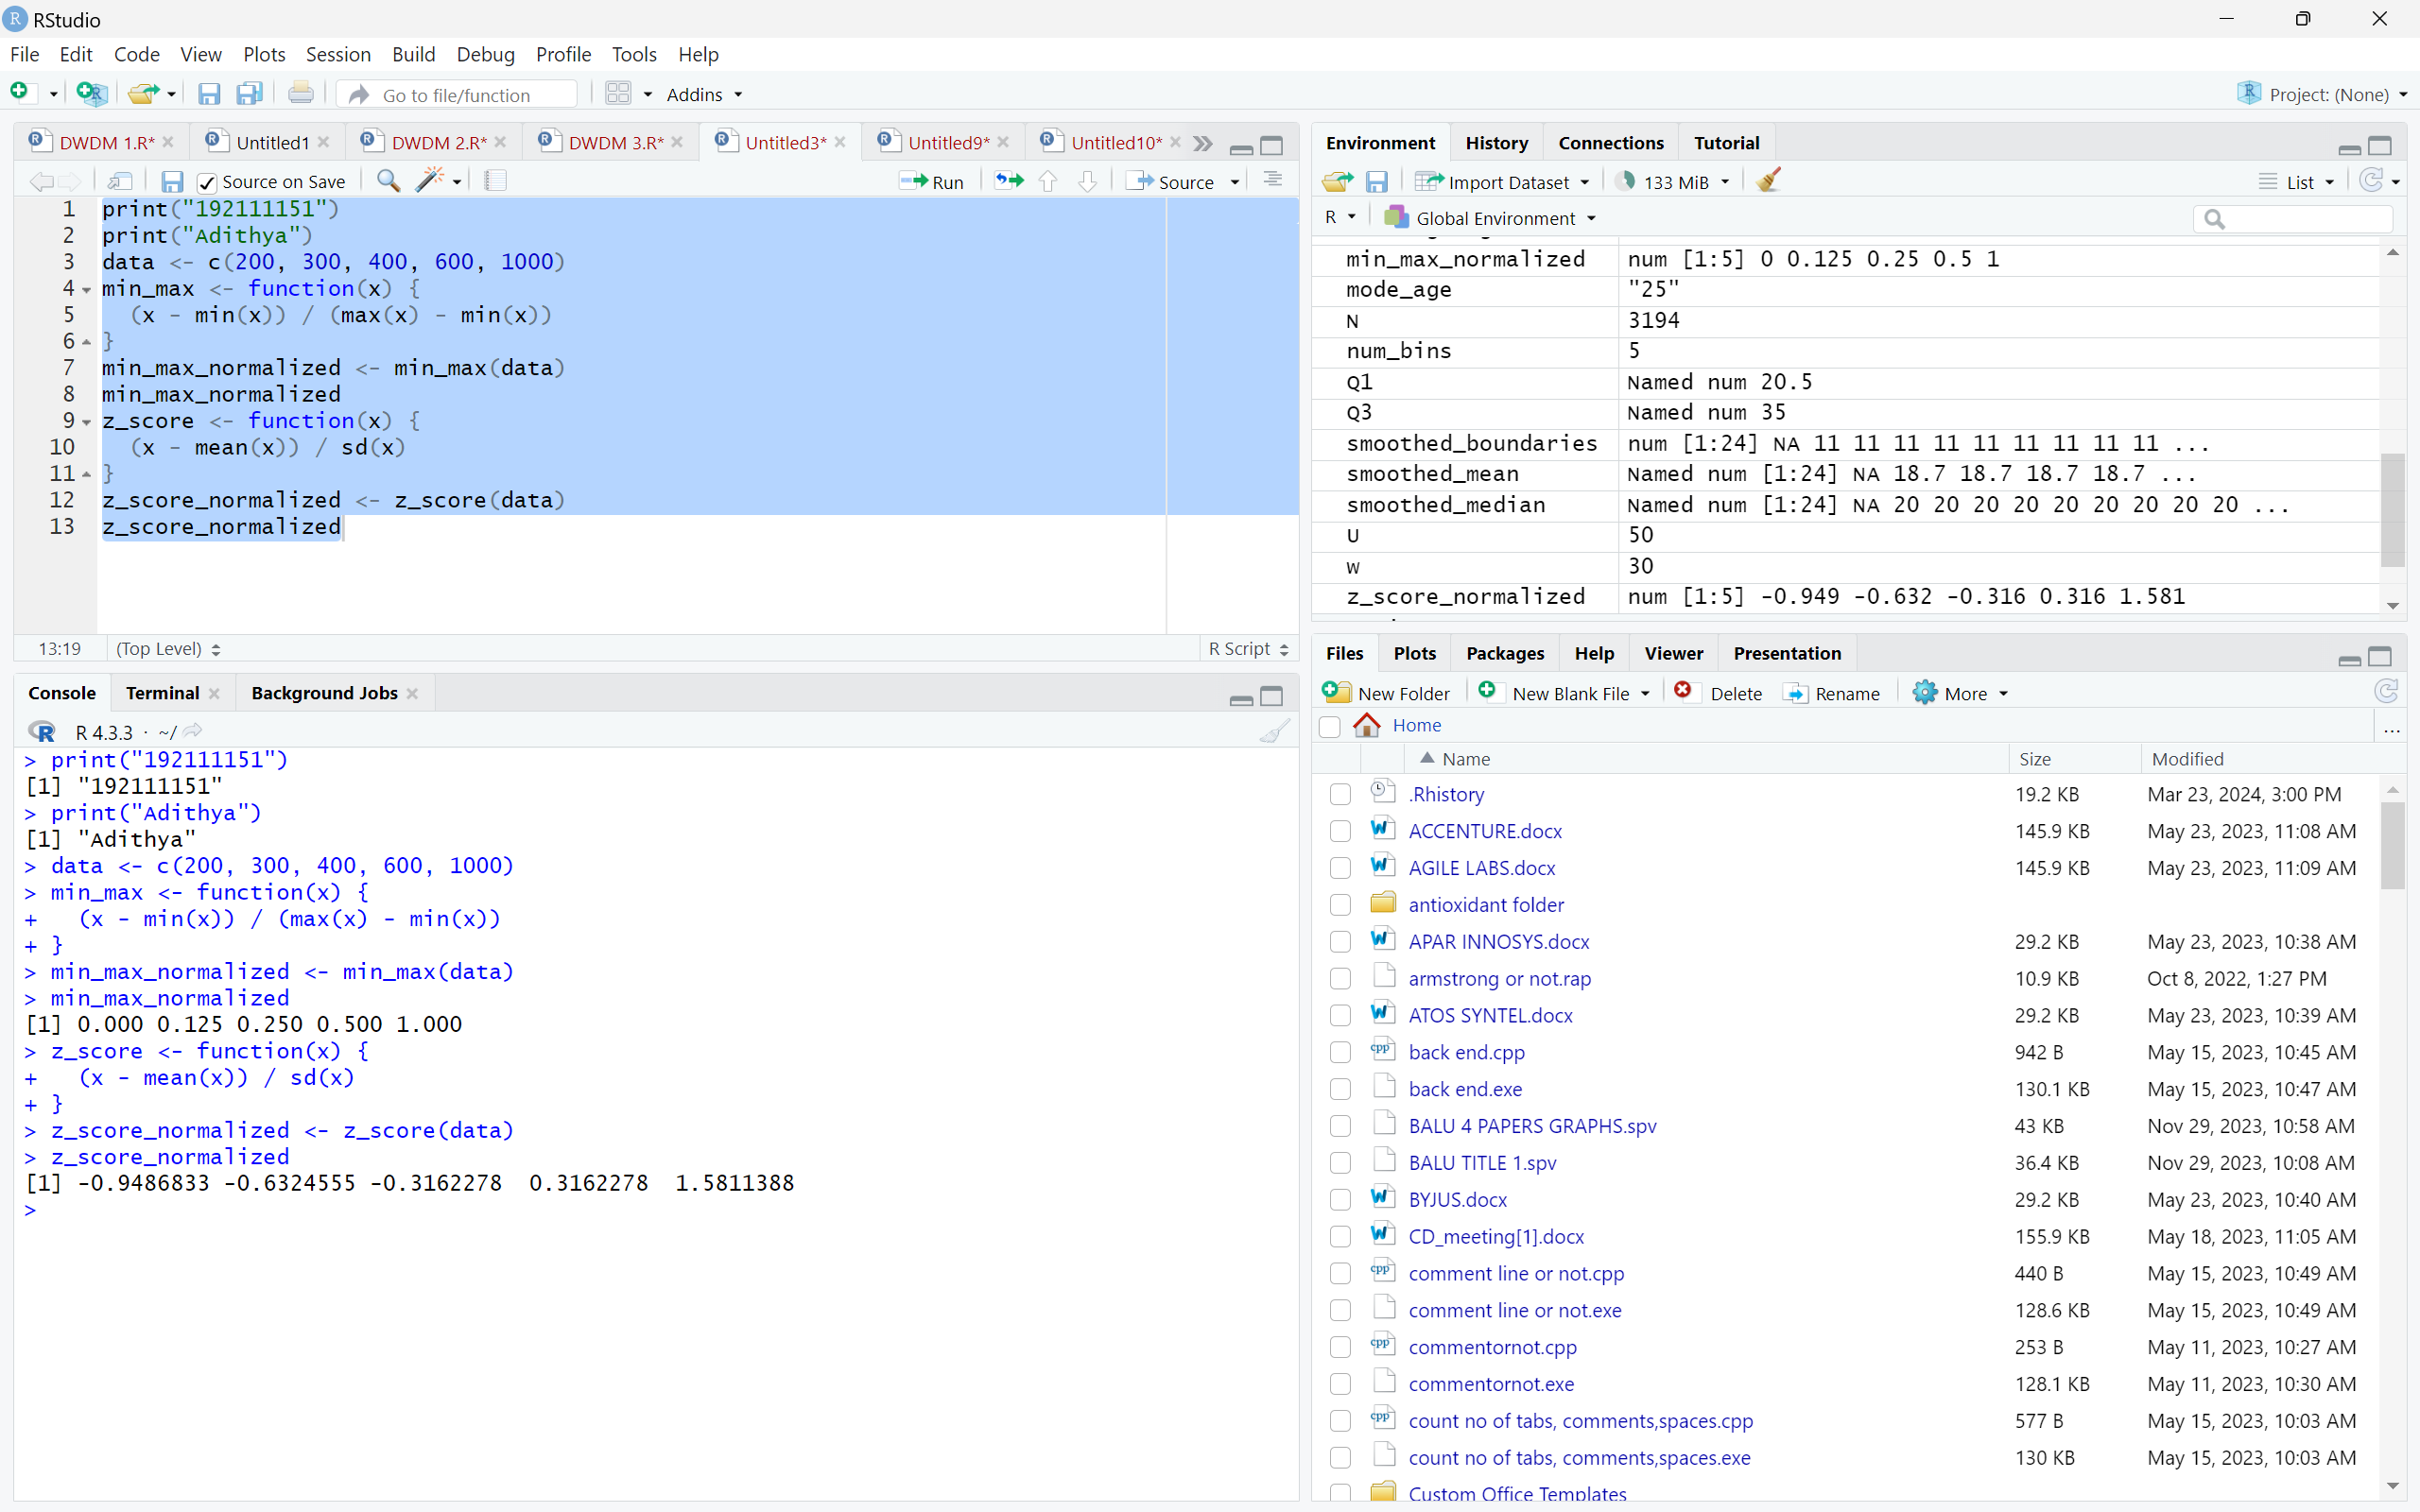 RStudio
File Edit Code View Plots Session Build Debug Profile Tools Help
Go to file/function Addins Project: (None)
DWDM 1.R* Untitled1 DWDM 2.R* DWDM 3.R* Untitled3* Untitled9* Untitled10*
Source on Save Run Source
1 print("192111151")
2 print("Adithya")
3 data <- c(200, 300, 400, 600, 1000)
4 min_max <- function(x) {
5 (x - min(x)) / (max(x) - min(x))
6 }
7 min_max_normalized <- min_max(data)
8 min_max_normalized
9 z_score <- function(x) {
10 (x - mean(x)) / sd(x)
11 }
12 z_score_normalized <- z_score(data)
13 z_score_normalized
13:19 (Top Level) R Script
Console Terminal Background Jobs
R 4.3.3 · ~/
> print("192111151")
[1] "192111151"
> print("Adithya")
[1] "Adithya"
> data <- c(200, 300, 400, 600, 1000)
> min_max <- function(x) {
+ (x - min(x)) / (max(x) - min(x))
+ }
> min_max_normalized <- min_max(data)
> min_max_normalized
[1] 0.000 0.125 0.250 0.500 1.000
> z_score <- function(x) {
+ (x - mean(x)) / sd(x)
+ }
> z_score_normalized <- z_score(data)
> z_score_normalized
[1] -0.9486833 -0.6324555 -0.3162278 0.3162278 1.5811388
>
Environment History Connections Tutorial
Import Dataset 133 MiB List
R Global Environment
min_max_normalized num [1:5] 0 0.125 0.25 0.5 1
mode_age "25"
N 3194
num_bins 5
Q1 Named num 20.5
Q3 Named num 35
smoothed_boundaries num [1:24] NA 11 11 11 11 11 11 11 11 11 ...
smoothed_mean Named num [1:24] NA 18.7 18.7 18.7 18.7 ...
smoothed_median Named num [1:24] NA 20 20 20 20 20 20 20 20 20 ...
U 50
w 30
z_score_normalized num [1:5] -0.949 -0.632 -0.316 0.316 1.581
Files Plots Packages Help Viewer Presentation
New Folder New Blank File Delete Rename More
Home ...
Name Size Modified
.Rhistory 19.2 KB Mar 23, 2024, 3:00 PM
ACCENTURE.docx 145.9 KB May 23, 2023, 11:08 AM
AGILE LABS.docx 145.9 KB May 23, 2023, 11:09 AM
antioxidant folder
APAR INNOSYS.docx 29.2 KB May 23, 2023, 10:38 AM
armstrong or not.rap 10.9 KB Oct 8, 2022, 1:27 PM
ATOS SYNTEL.docx 29.2 KB May 23, 2023, 10:39 AM
back end.cpp 942 B May 15, 2023, 10:45 AM
back end.exe 130.1 KB May 15, 2023, 10:47 AM
BALU 4 PAPERS GRAPHS.spv 43 KB Nov 29, 2023, 10:58 AM
BALU TITLE 1.spv 36.4 KB Nov 29, 2023, 10:08 AM
BYJUS.docx 29.2 KB May 23, 2023, 10:40 AM
CD_meeting[1].docx 155.9 KB May 18, 2023, 11:05 AM
comment line or not.cpp 440 B May 15, 2023, 10:49 AM
comment line or not.exe 128.6 KB May 15, 2023, 10:49 AM
commentornot.cpp 253 B May 11, 2023, 10:27 AM
commentornot.exe 128.1 KB May 11, 2023, 10:30 AM
count no of tabs, comments,spaces.cpp 577 B May 15, 2023, 10:03 AM
count no of tabs, comments,spaces.exe 130 KB May 15, 2023, 10:03 AM
Custom Office Templates